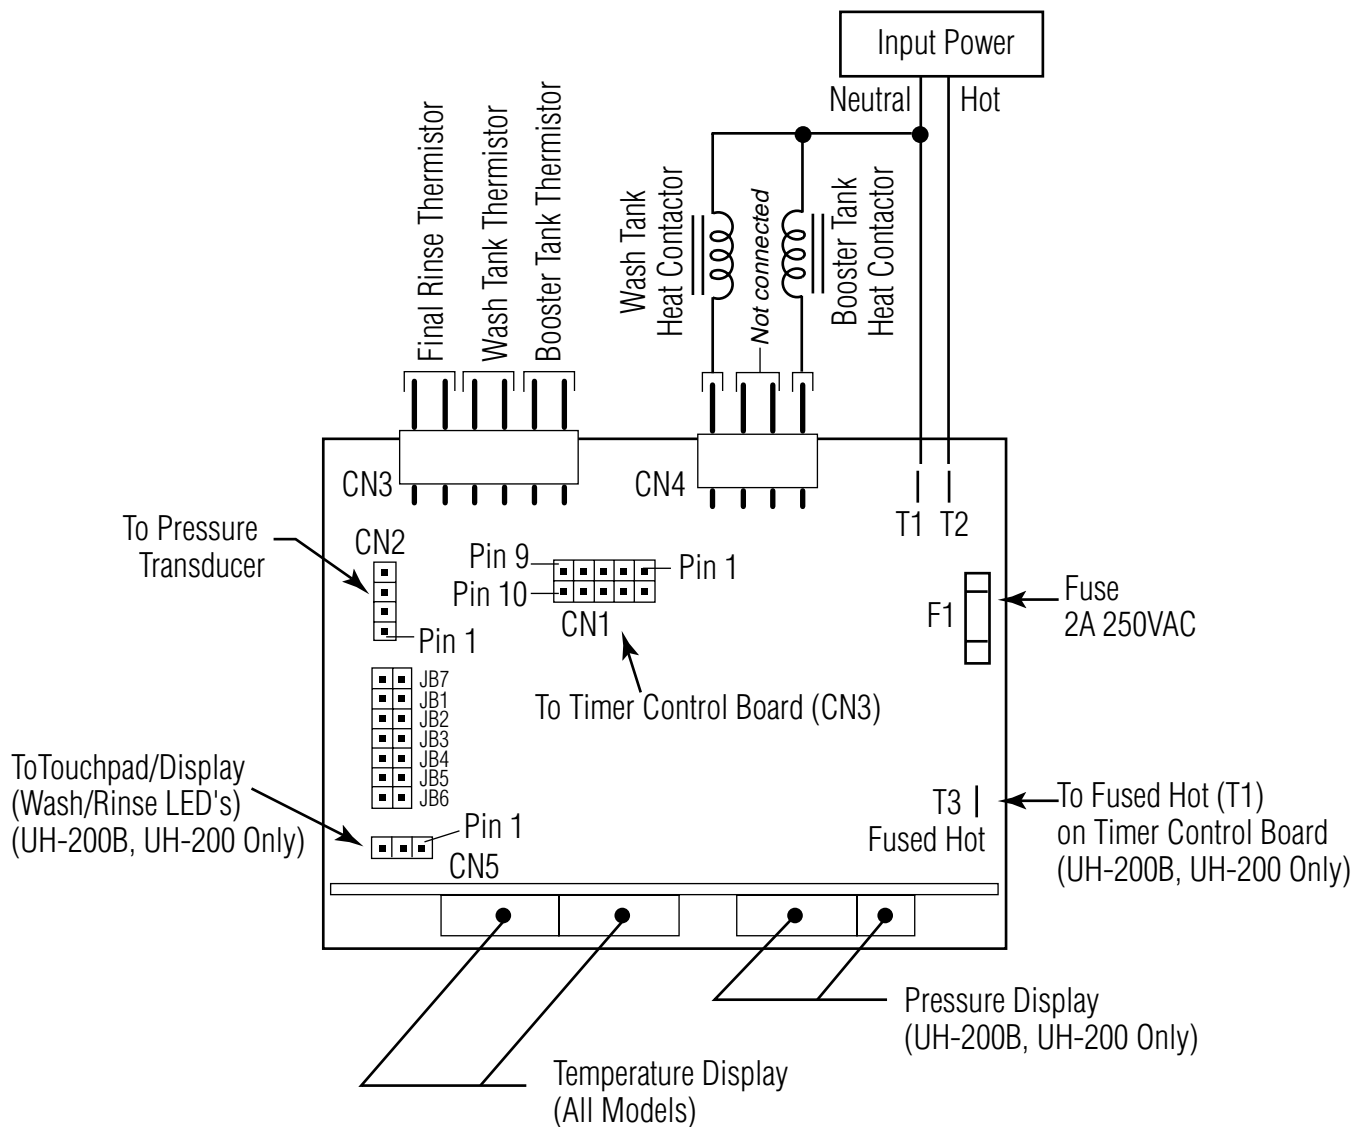 Input Power
Neutral
Hot
Final Rinse Thermistor
Wash Tank Thermistor
Booster Tank Thermistor
Wash Tank
Heat Contactor
Not connected
Booster Tank
Heat Contactor
CN3
CN4
T1
T2
To Pressure
Transducer
CN2
Pin 1
Pin 9
Pin 10
Pin 1
CN1
To Timer Control Board (CN3)
F1
Fuse
2A 250VAC
JB7
JB1
JB2
JB3
JB4
JB5
JB6
ToTouchpad/Display
(Wash/Rinse LED's)
(UH-200B, UH-200 Only)
Pin 1
CN5
T3
Fused Hot
To Fused Hot (T1)
on Timer Control Board
(UH-200B, UH-200 Only)
Pressure Display
(UH-200B, UH-200 Only)
Temperature Display
(All Models)